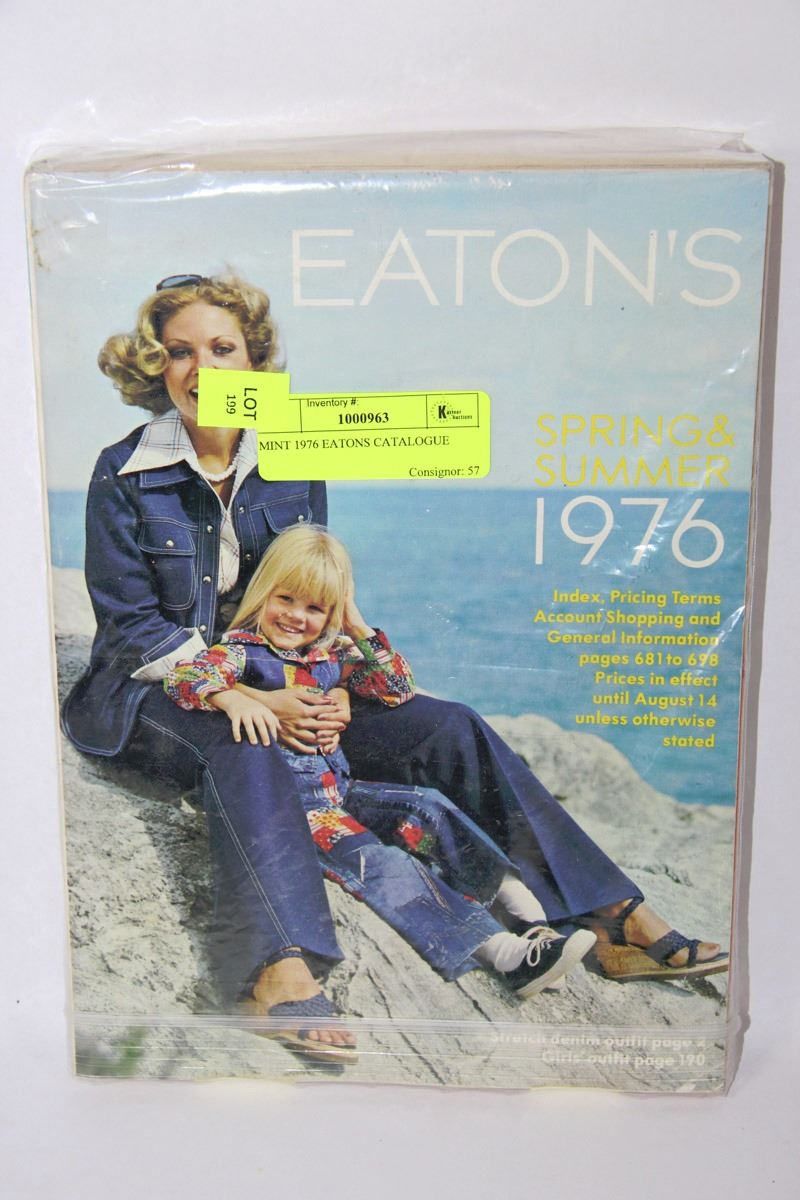 EATON'S
LOT
199
Inventory #:
1000963
Kastner
Auctions
MINT 1976 EATONS CATALOGUE
Consignor: 57
SPRING&
SUMMER
1976
Index, Pricing Terms
Account Shopping and
General Information
pages 681 to 698
Prices in effect
until August 14
unless otherwise
stated
Stretch denim outfit page 2
Girls' outfit page 190